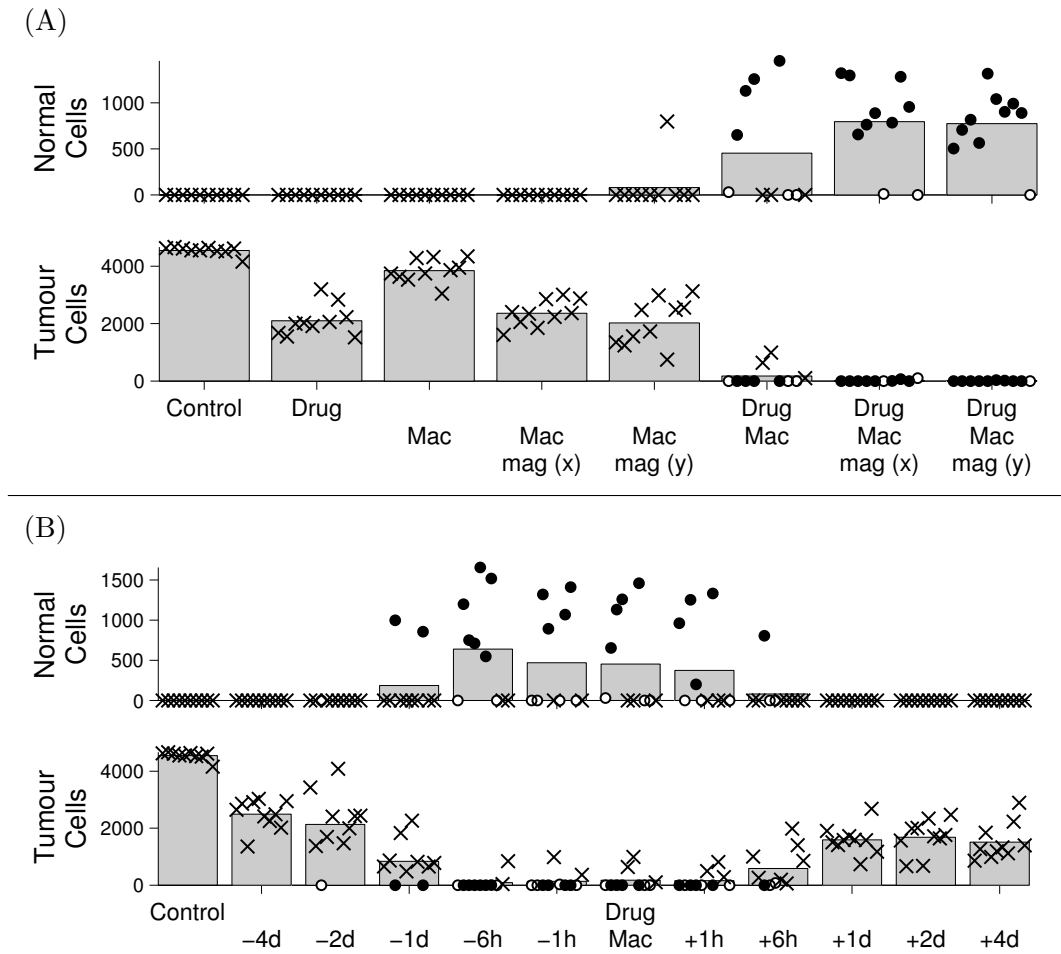 (A)
Normal Cells
1000
500
0
Tumour Cells
4000
2000
0
Control Drug Drug Drug Drug
Mac Mac Mac Mac Mac Mac
mag (x) mag (y) mag (x) mag (y)
(B)
Normal Cells
1500
1000
500
0
Tumour Cells
4000
2000
0
Control Drug
−4d −2d −1d −6h −1h Mac +1h +6h +1d +2d +4d